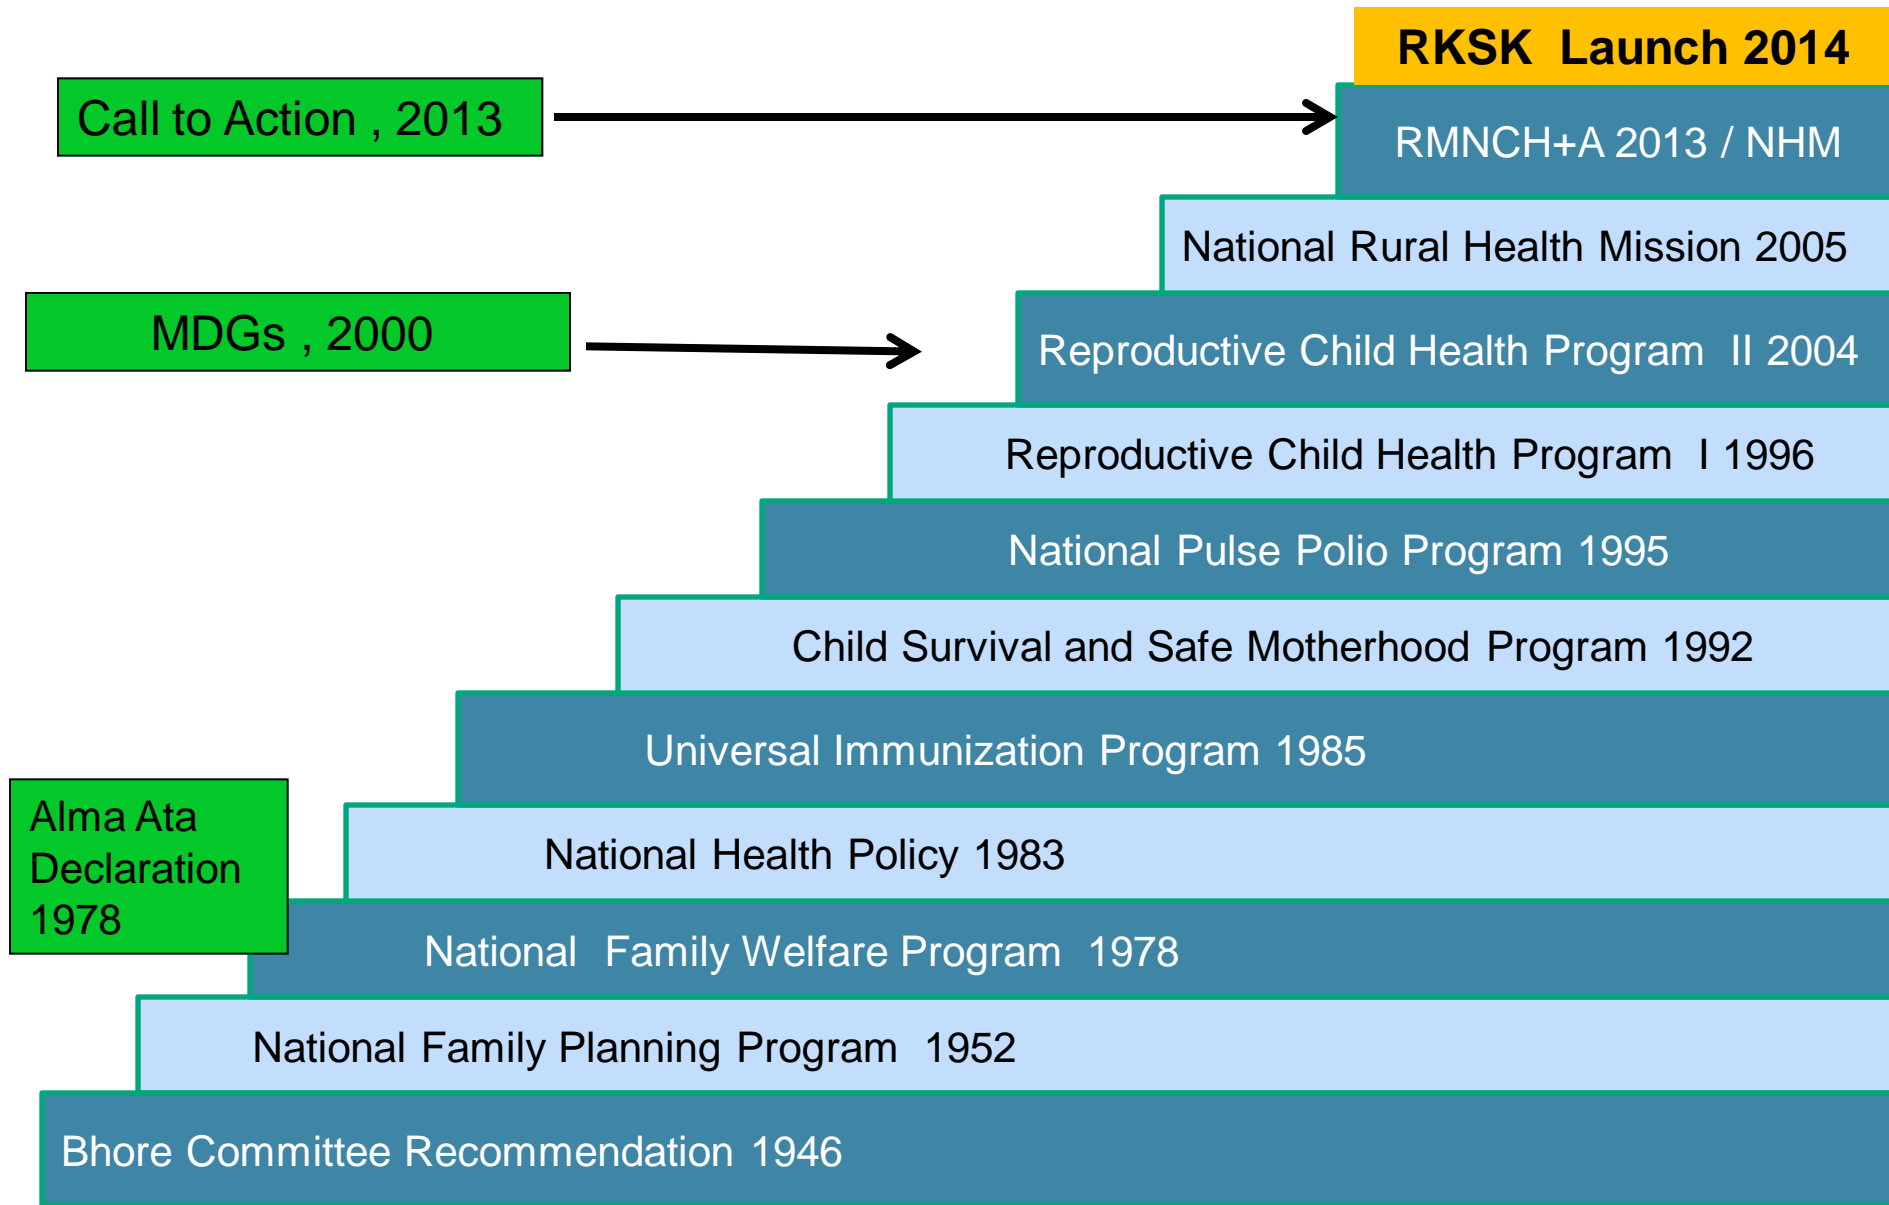 RKSK Launch 2014
Call to Action , 2013
RMNCH+A 2013 / NHM
National Rural Health Mission 2005
MDGs , 2000
Reproductive Child Health Program II 2004
Reproductive Child Health Program I 1996
National Pulse Polio Program 1995
Child Survival and Safe Motherhood Program 1992
Universal Immunization Program 1985
Alma Ata
Declaration
1978
National Health Policy 1983
National Family Welfare Program 1978
National Family Planning Program 1952
Bhore Committee Recommendation 1946